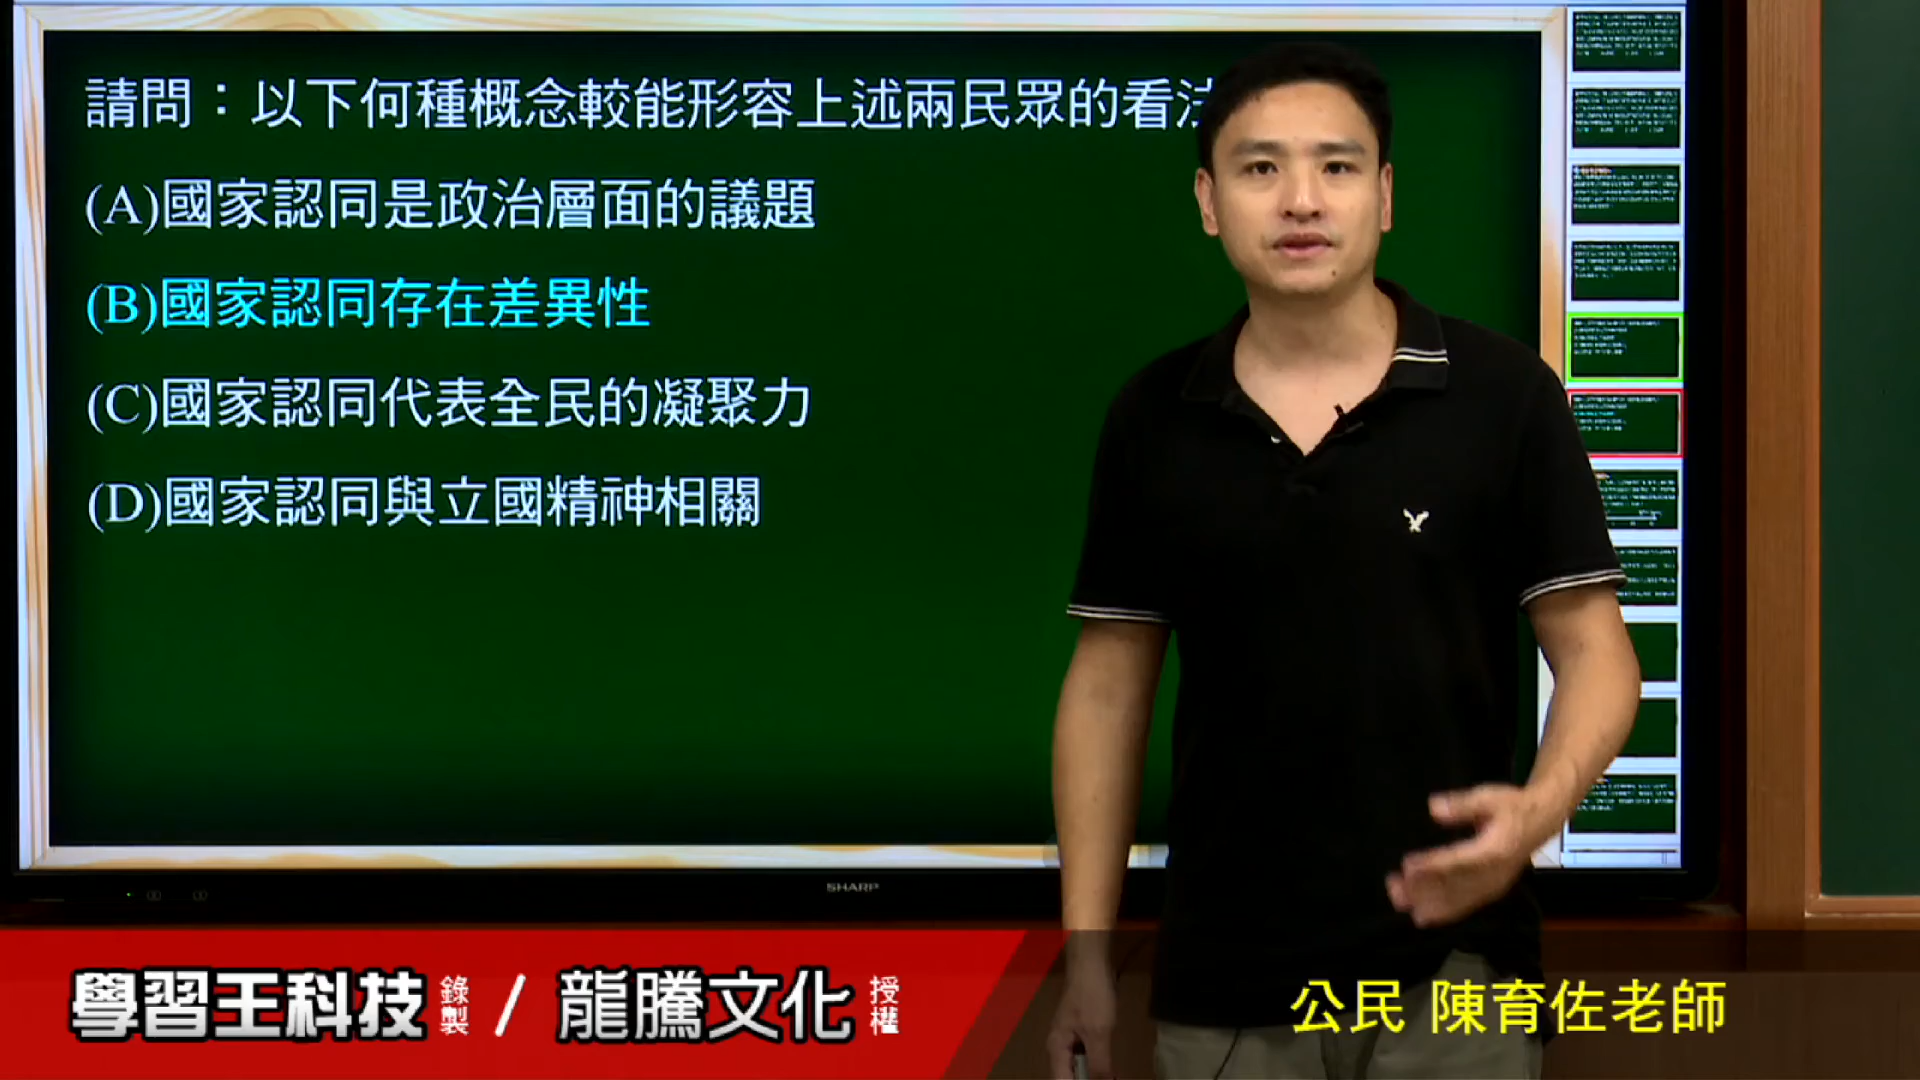 請問：以下何種概念較能形容上述兩民眾的看法
(A)國家認同是政治層面的議題
(B)國家認同存在差異性
(C)國家認同代表全民的凝聚力
(D)國家認同與立國精神相關
SHARP
學習王科技 錄製 / 龍騰文化 授權
公民 陳育佐老師